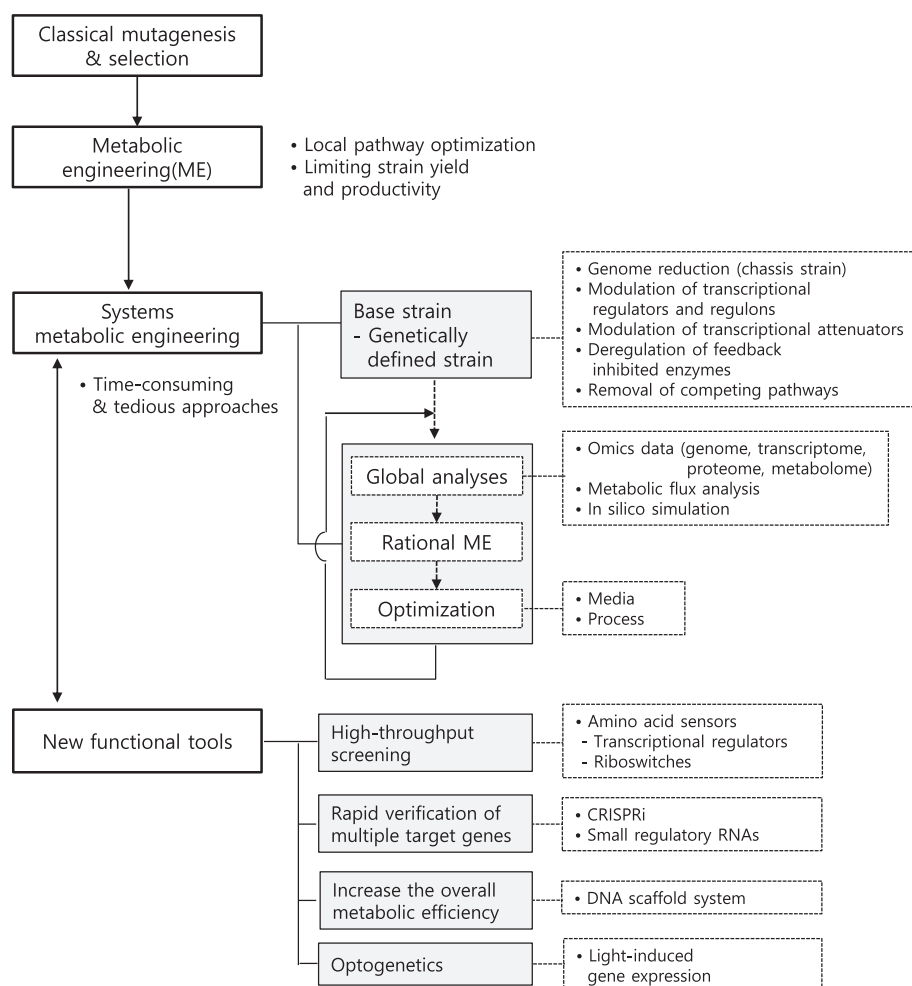 Classical mutagenesis
& selection
Metabolic
engineering(ME)
• Local pathway optimization
• Limiting strain yield
and productivity
Systems
metabolic engineering
• Time-consuming
& tedious approaches
Base strain
- Genetically
defined strain
• Genome reduction (chassis strain)
• Modulation of transcriptional
regulators and regulons
• Modulation of transcriptional attenuators
• Deregulation of feedback
inhibited enzymes
• Removal of competing pathways
Global analyses
• Omics data (genome, transcriptome,
proteome, metabolome)
• Metabolic flux analysis
• In silico simulation
Rational ME
Optimization
• Media
• Process
New functional tools
High-throughput
screening
• Amino acid sensors
- Transcriptional regulators
- Riboswitches
Rapid verification of
multiple target genes
• CRISPRi
• Small regulatory RNAs
Increase the overall
metabolic efficiency
• DNA scaffold system
Optogenetics
• Light-induced
gene expression